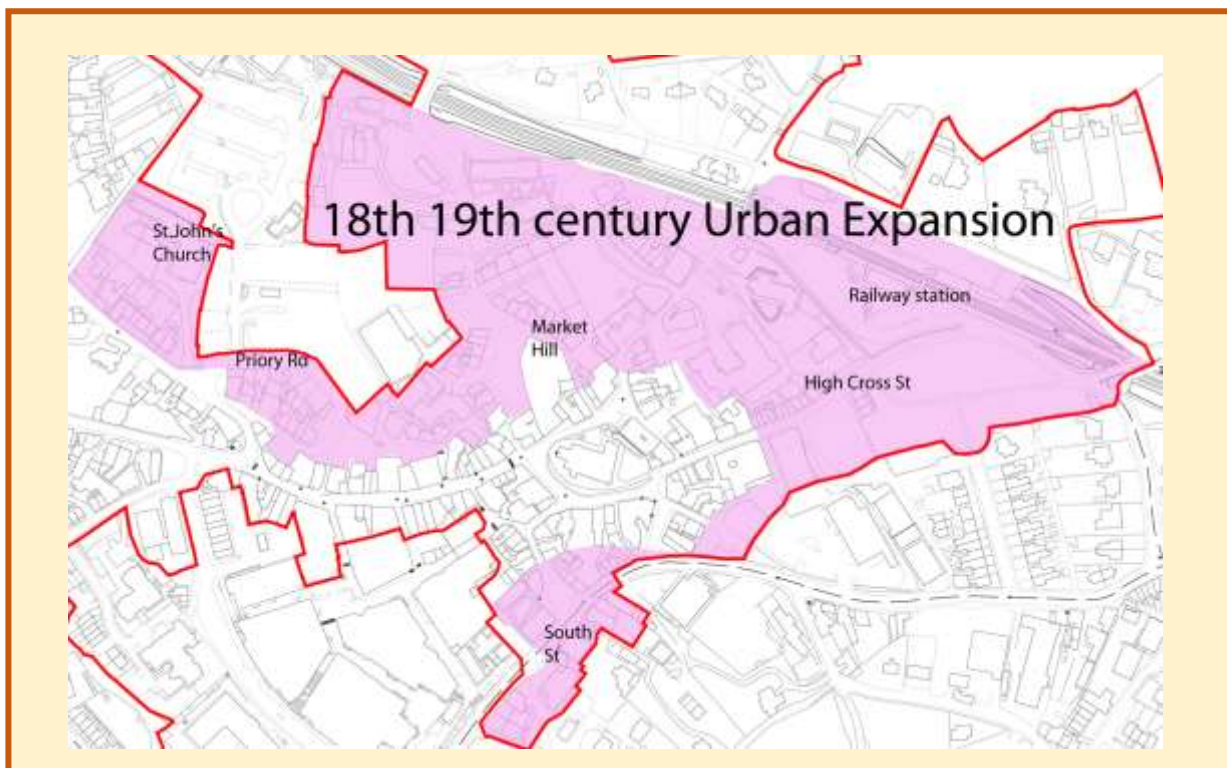 18th 19th century Urban Expansion
St.John's
Church
Railway station
Market
Hill
Priory Rd
High Cross St
South
St